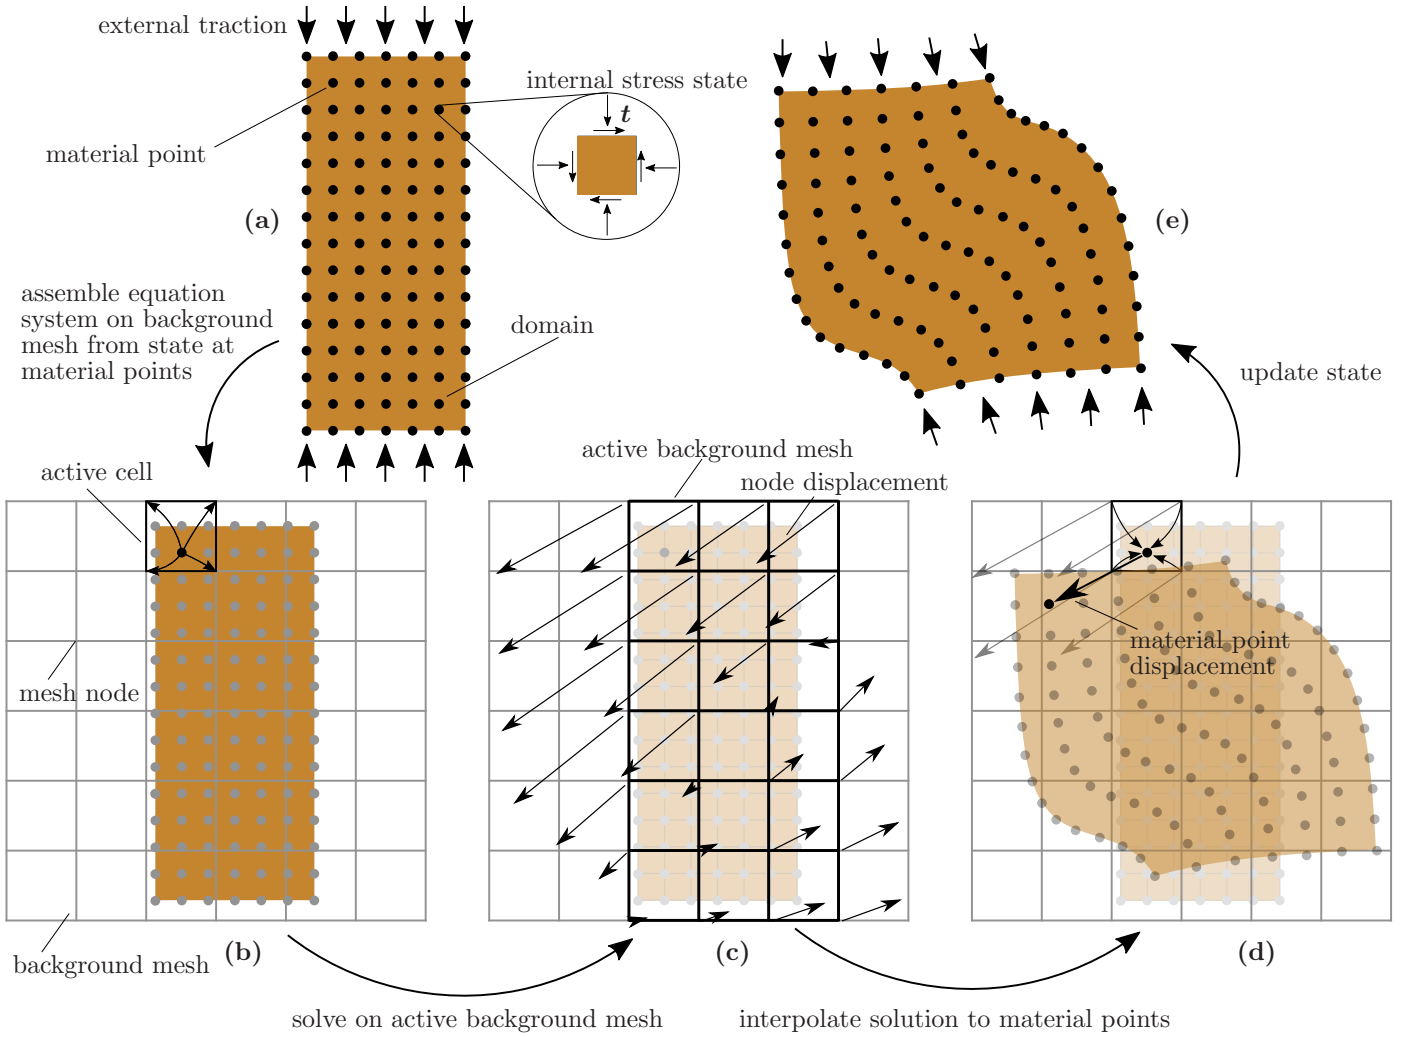 external traction
internal stress state
t
material point
(a)
(e)
assemble equation
system on background
mesh from state at
material points
domain
update state
active cell
active background mesh
node displacement
mesh node
material point
displacement
background mesh
(b)
(c)
(d)
solve on active background mesh
interpolate solution to material points